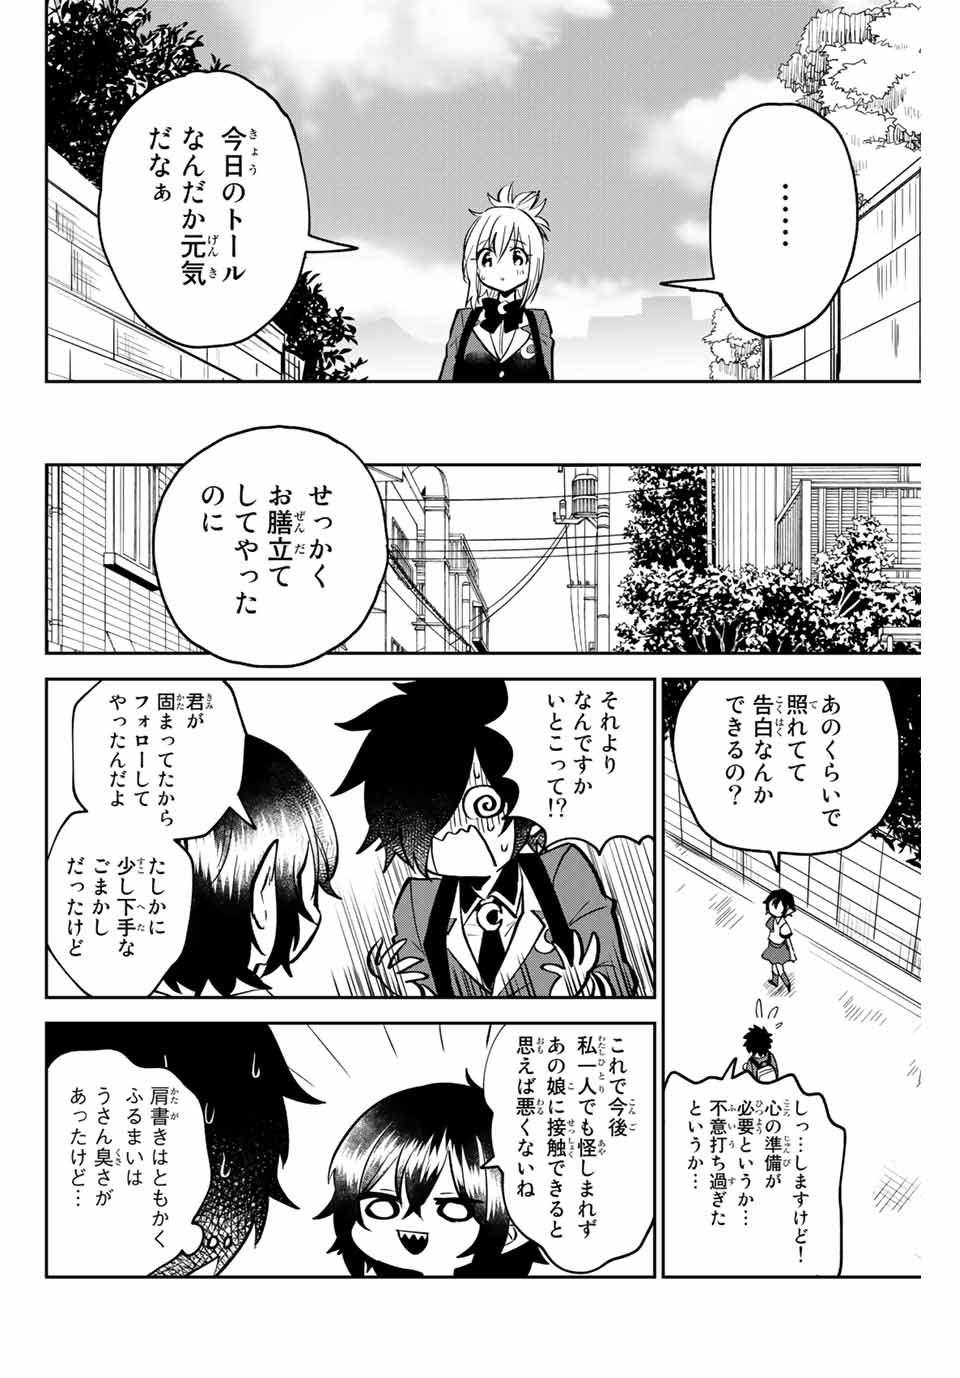 ……
今日のトール
なんだか元気
だなぁ
せっかく
お膳立て
してやった
のに
あのくらいで
照れてて
告白なんか
できるの？
しっ…しますけど！
心の準備が
必要というか…
不意打ち過ぎた
というか…
それより
なんですか
いとこって!?
君が
固まってたから
フォローして
やったんだよ
たしかに
少し下手な
ごまかし
だったけど
これで今後
私一人でも怪しまれず
あの娘に接触できると
思えば悪くないね
肩書きはともかく
ふるまいは
うさん臭さが
あったけど…